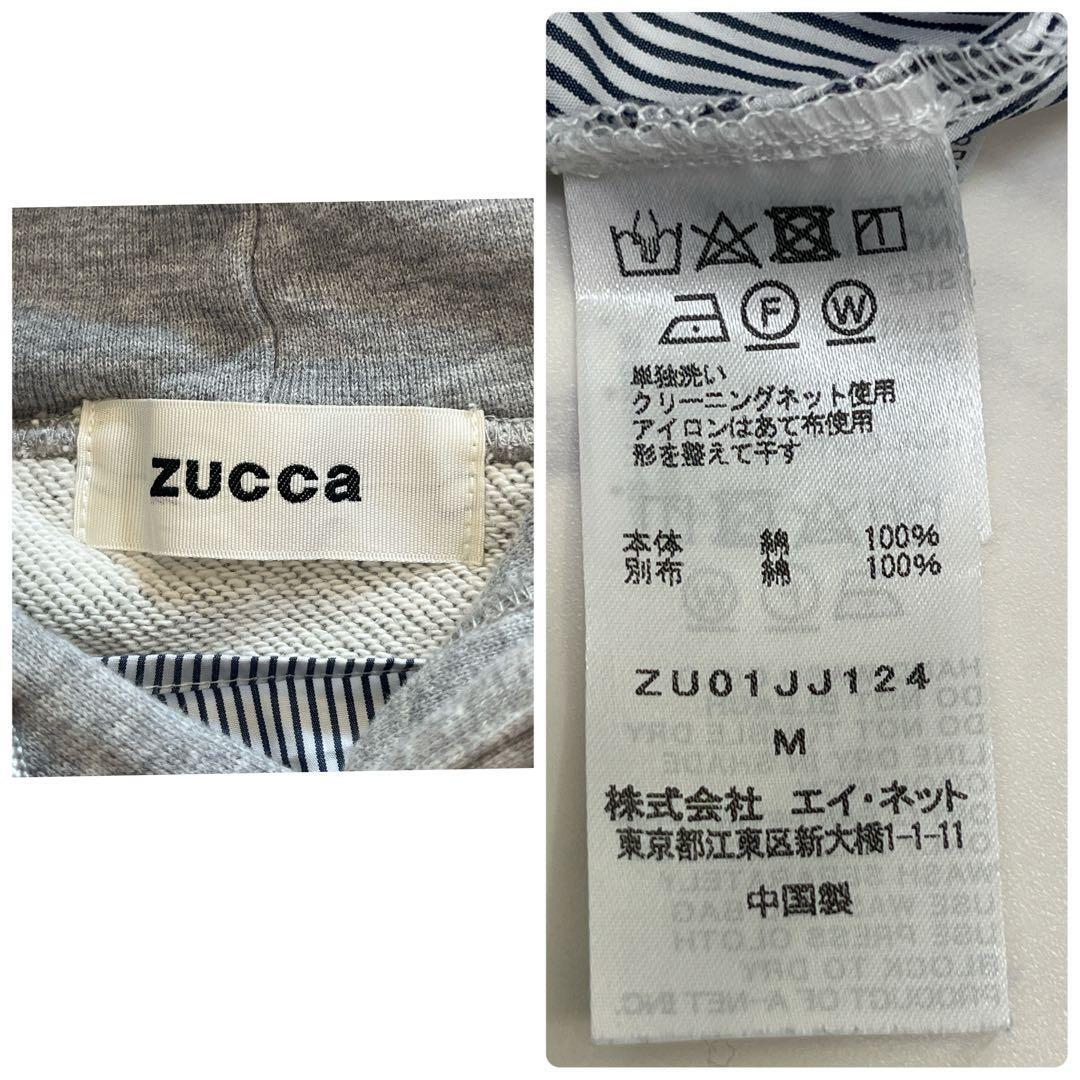 zucca
F W
単独洗い
クリーニングネット使用
アイロンはあて布使用
形を整えて干す
本体 綿 100%
別布 綿 100%
ZU01JJ124
M
株式会社 エイ・ネット
東京都江東区新大橋1-1-11
中国製